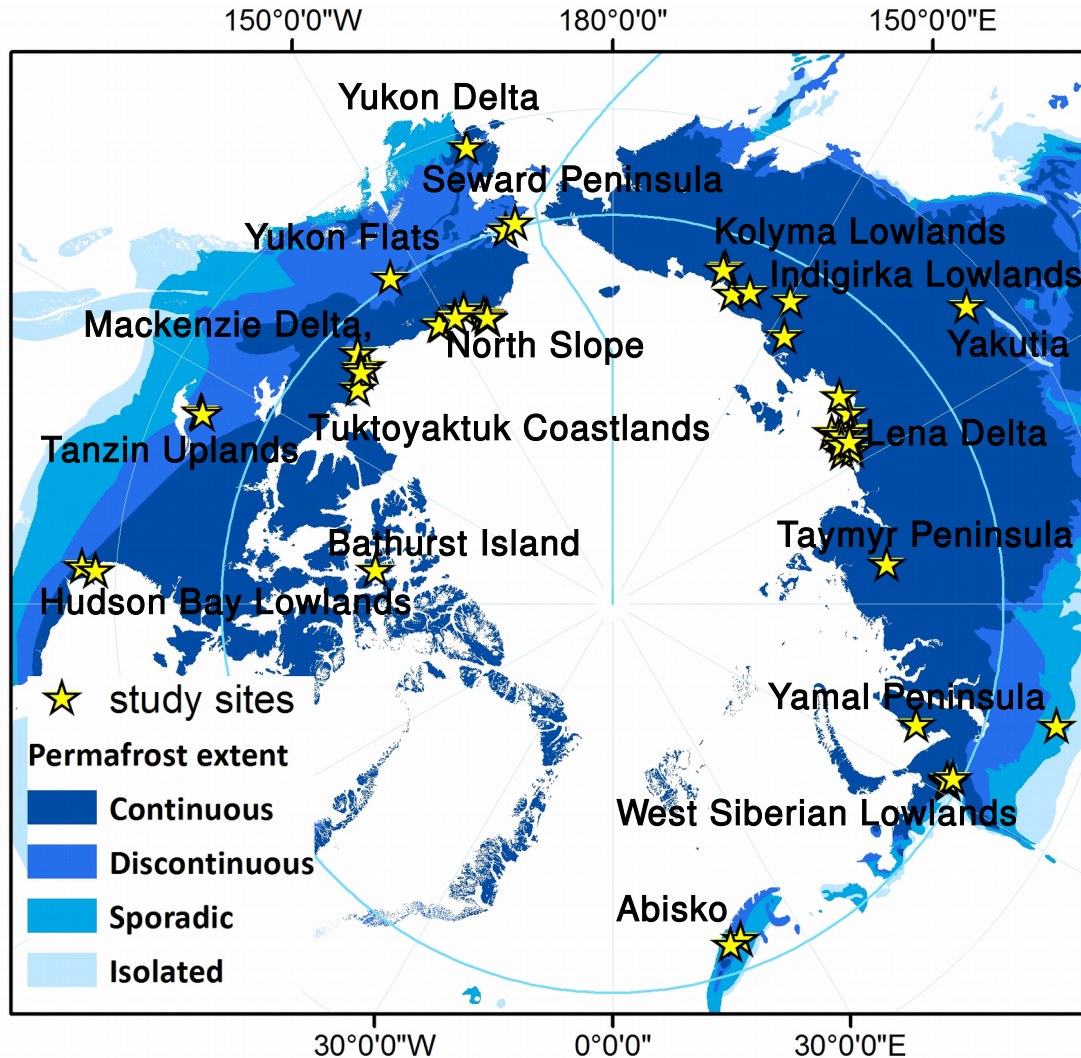 150°0'0"W
180°0'0"
150°0'0"E
Yukon Delta
Seward Peninsula
Yukon Flats
Kolyma Lowlands
Indigirka Lowlands
Mackenzie Delta,
North Slope
Yakutia
Tuktoyaktuk Coastlands
Tanzin Uplands
Lena Delta
Bathurst Island
Taymyr Peninsula
Hudson Bay Lowlands
study sites
Yamal Peninsula
Permafrost extent
Continuous
West Siberian Lowlands
Discontinuous
Sporadic
Abisko
Isolated
30°0'0"W
0°0'0"
30°0'0"E